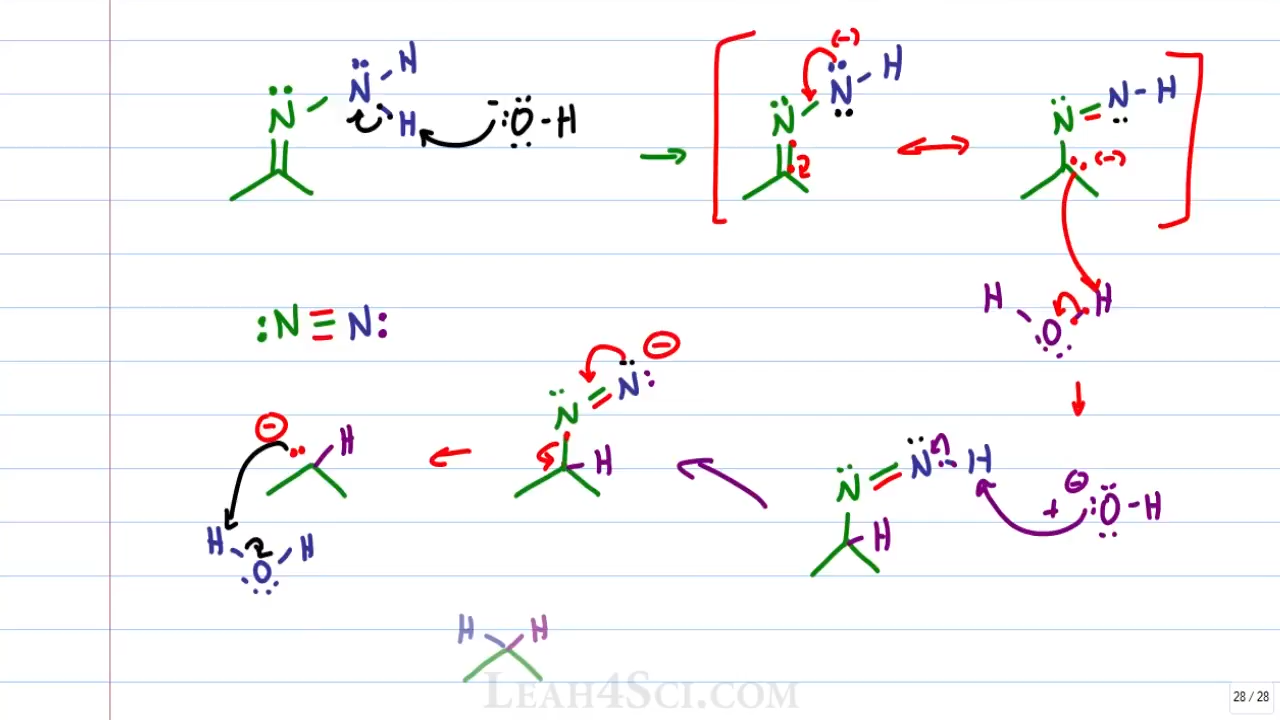 N N N H ⁻:Ö-H
N N H (-)
N=N-H (-)
:N≡N:
H O H
N=N ⊖
H
⊖ H
H O H
N=N-H + ⊖ :O-H
H
H H
LEAH4SCI.COM
28 / 28